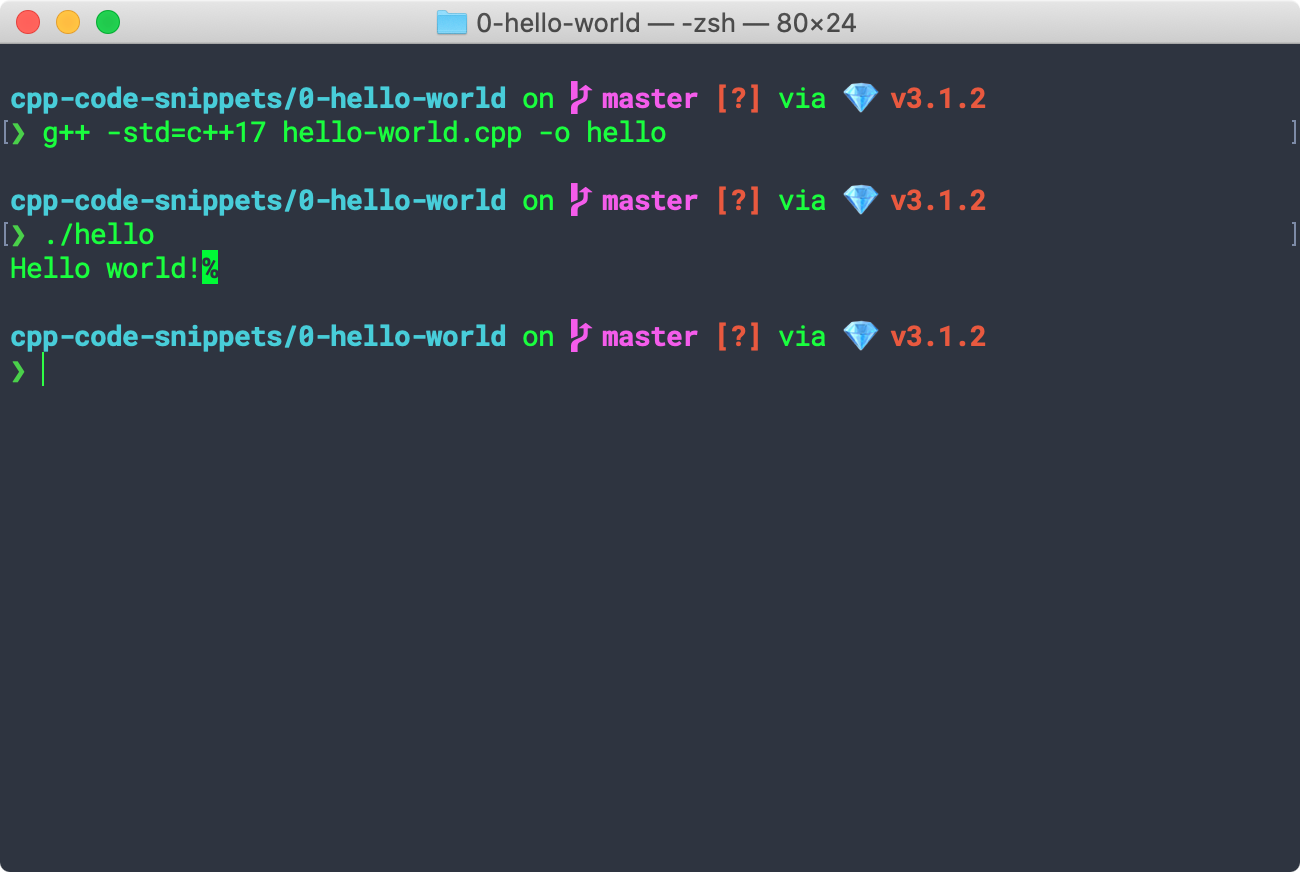 0-hello-world — -zsh — 80×24
cpp-code-snippets/0-hello-world on master [?] via 💎 v3.1.2
[❯ g++ -std=c++17 hello-world.cpp -o hello ]
cpp-code-snippets/0-hello-world on master [?] via 💎 v3.1.2
[❯ ./hello ]
Hello world!%
cpp-code-snippets/0-hello-world on master [?] via 💎 v3.1.2
❯